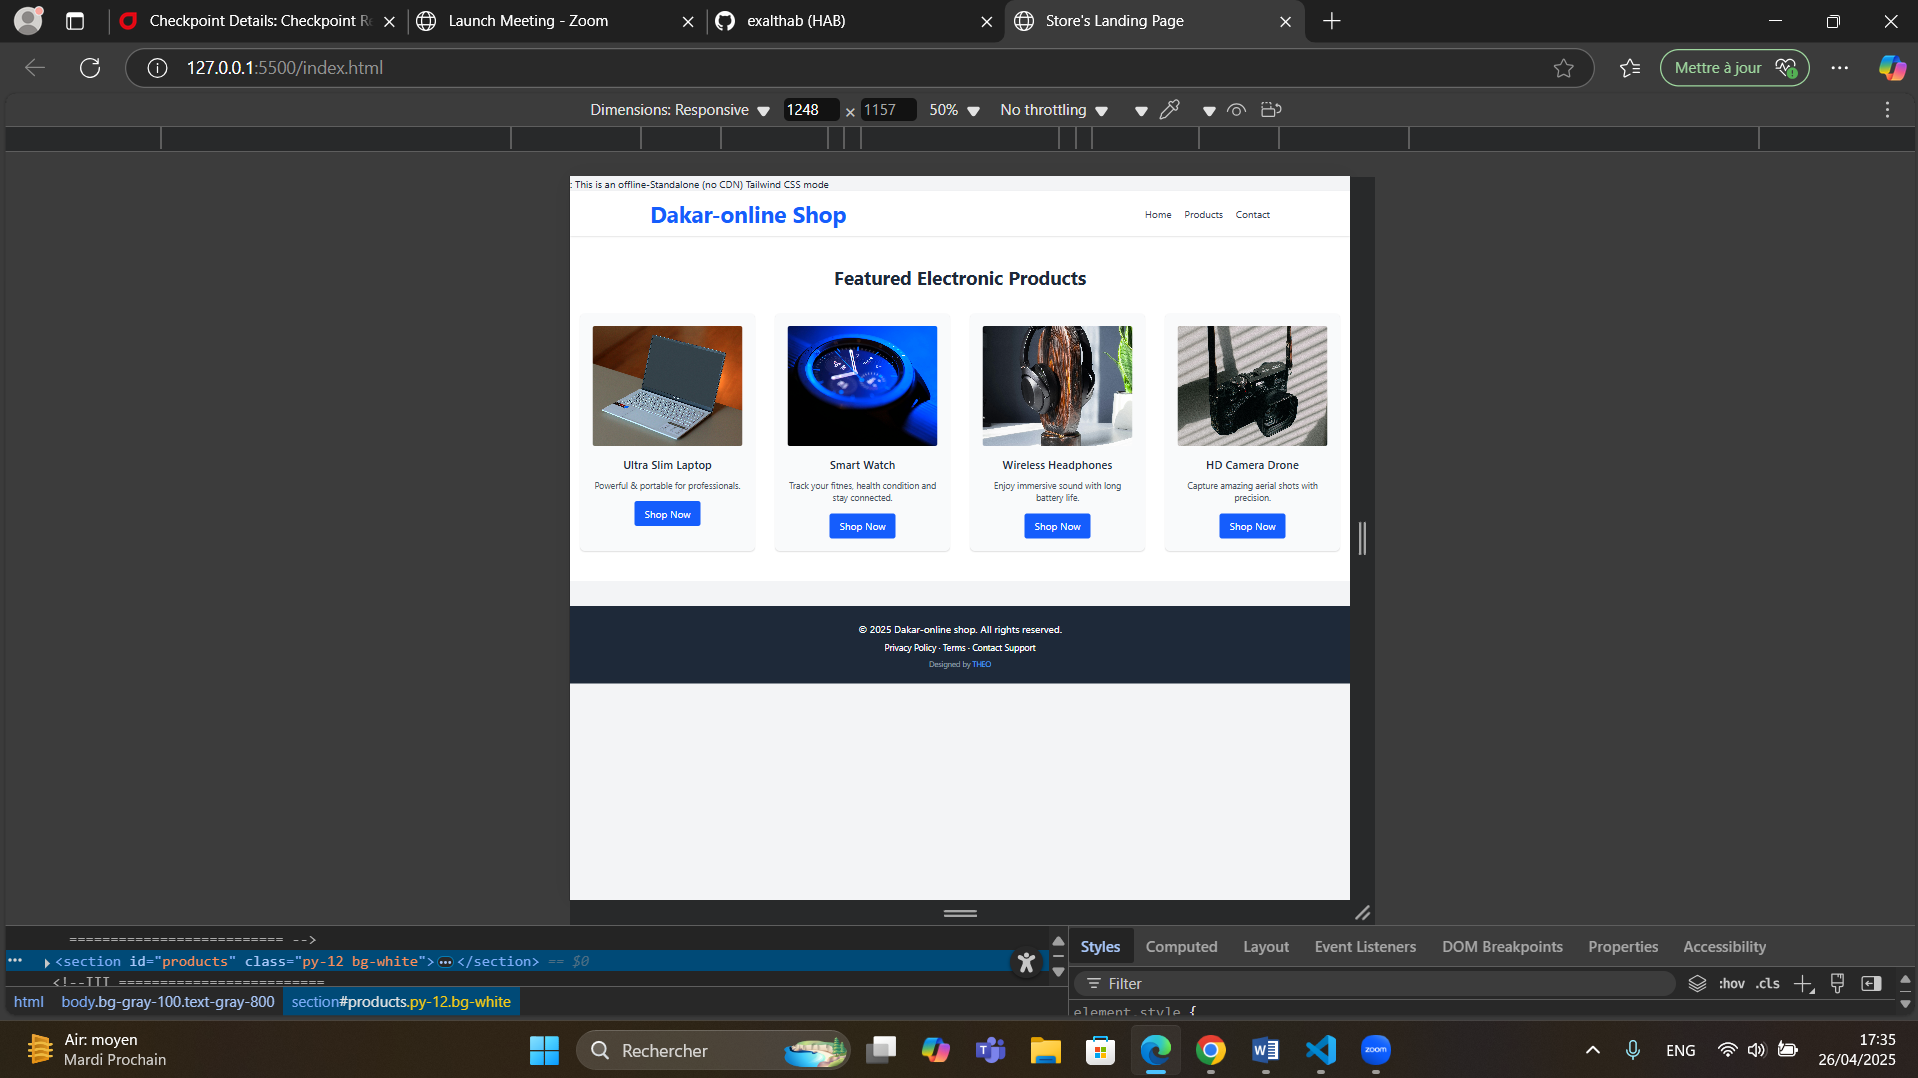 Checkpoint Details: Checkpoint Re
Launch Meeting - Zoom
exalthab (HAB)
Store's Landing Page
127.0.0.1:5500/index.html
Mettre à jour
Dimensions: Responsive
1248 × 1157
50%
No throttling
: This is an offline-Standalone (no CDN) Tailwind CSS mode
Dakar-online Shop
Home Products Contact
Featured Electronic Products
Ultra Slim Laptop
Powerful & portable for professionals.
Shop Now
Smart Watch
Track your fitnes, health condition and
stay connected.
Shop Now
Wireless Headphones
Enjoy immersive sound with long
battery life.
Shop Now
HD Camera Drone
Capture amazing aerial shots with
precision.
Shop Now
© 2025 Dakar-online shop. All rights reserved.
Privacy Policy · Terms · Contact Support
Designed by THEO
========================== -->
<section id="products" class="py-12 bg-white"> ••• </section> == $0
<!--III =========================
html body.bg-gray-100.text-gray-800 section#products.py-12.bg-white
Styles Computed Layout Event Listeners DOM Breakpoints Properties Accessibility
Filter
:hov .cls
element.style {
Air: moyen
Mardi Prochain
Rechercher
zoom
ENG
17:35
26/04/2025